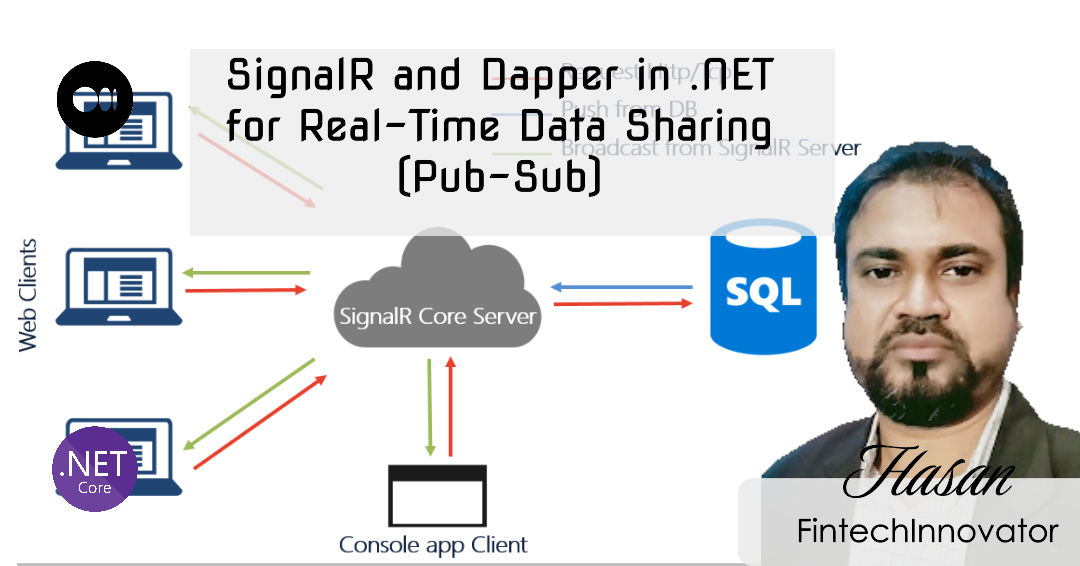 SignalR and Dapper in .NET
for Real-Time Data Sharing
(Pub-Sub)
Request Http/Tcp
Push from DB
Broadcast from SignalR Server
Web Clients
SignalR Core Server
SQL
.NET
Core
Console app Client
Hasan
FintechInnovator